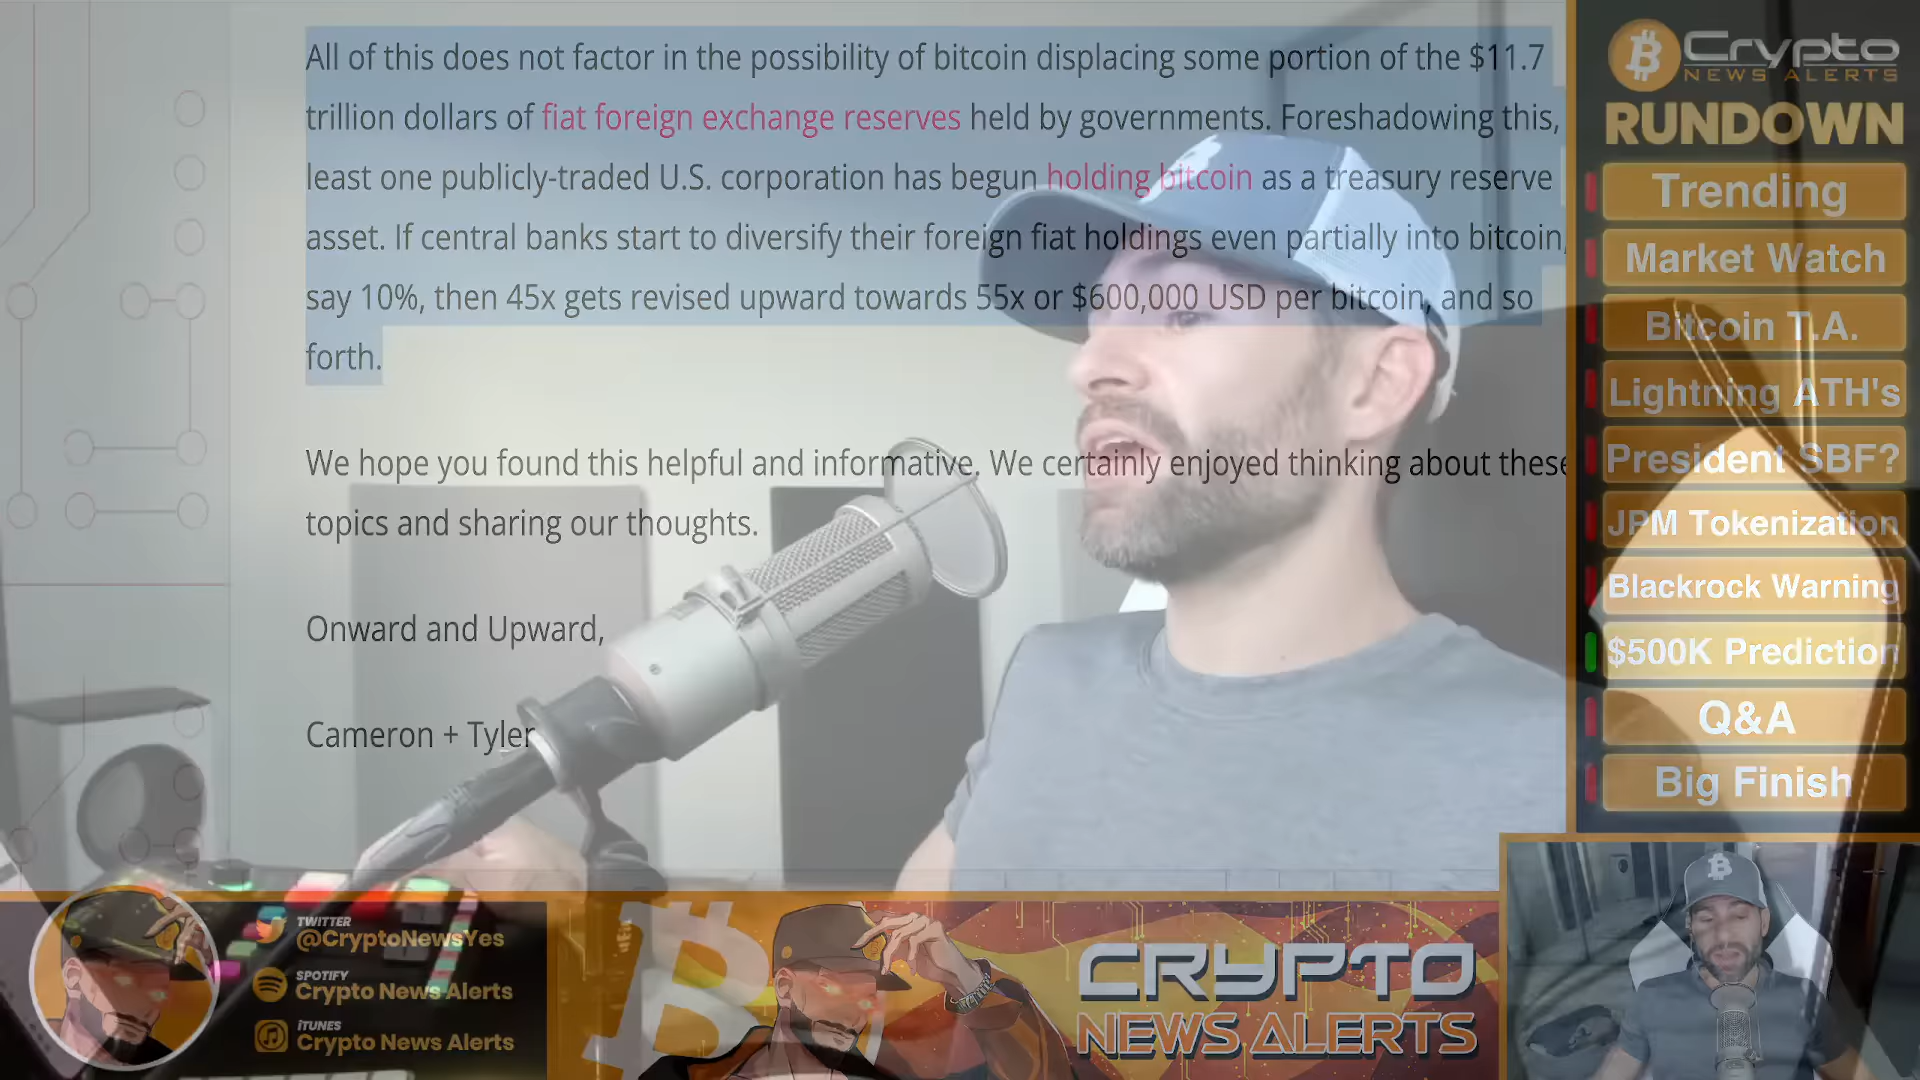 All of this does not factor in the possibility of bitcoin displacing some portion of the $11.7
trillion dollars of fiat foreign exchange reserves held by governments. Foreshadowing this,
least one publicly-traded U.S. corporation has begun holding bitcoin as a treasury reserve
asset. If central banks start to diversify their foreign fiat holdings even partially into bitcoin,
say 10%, then 45x gets revised upward towards 55x or $600,000 USD per bitcoin, and so
forth.
We hope you found this helpful and informative. We certainly enjoyed thinking about these
topics and sharing our thoughts.
Onward and Upward,
Cameron + Tyler
Crypto
NEWS ALERTS
RUNDOWN
Trending
Market Watch
Bitcoin T.A.
Lightning ATH's
President SBF?
JPM Tokenization
Blackrock Warning
$500K Prediction
Q&A
Big Finish
TWITTER
@CryptoNewsYes
SPOTIFY
Crypto News Alerts
iTUNES
Crypto News Alerts
CRYPTO
NEWS ALERTS